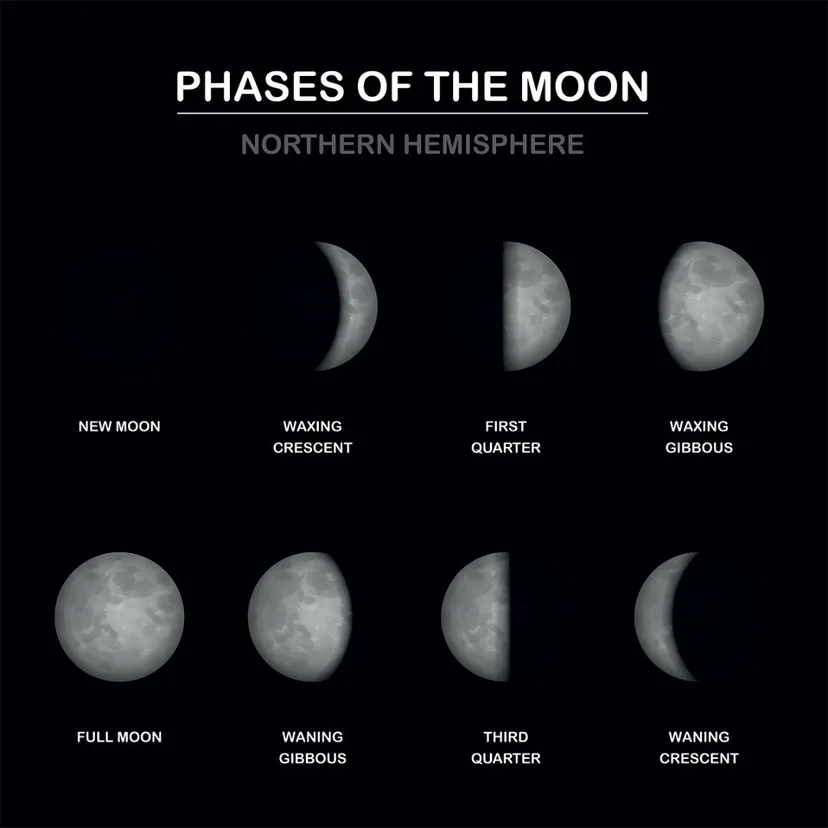 PHASES OF THE MOON
NORTHERN HEMISPHERE
NEW MOON
WAXING
CRESCENT
FIRST
QUARTER
WAXING
GIBBOUS
FULL MOON
WANING
GIBBOUS
THIRD
QUARTER
WANING
CRESCENT